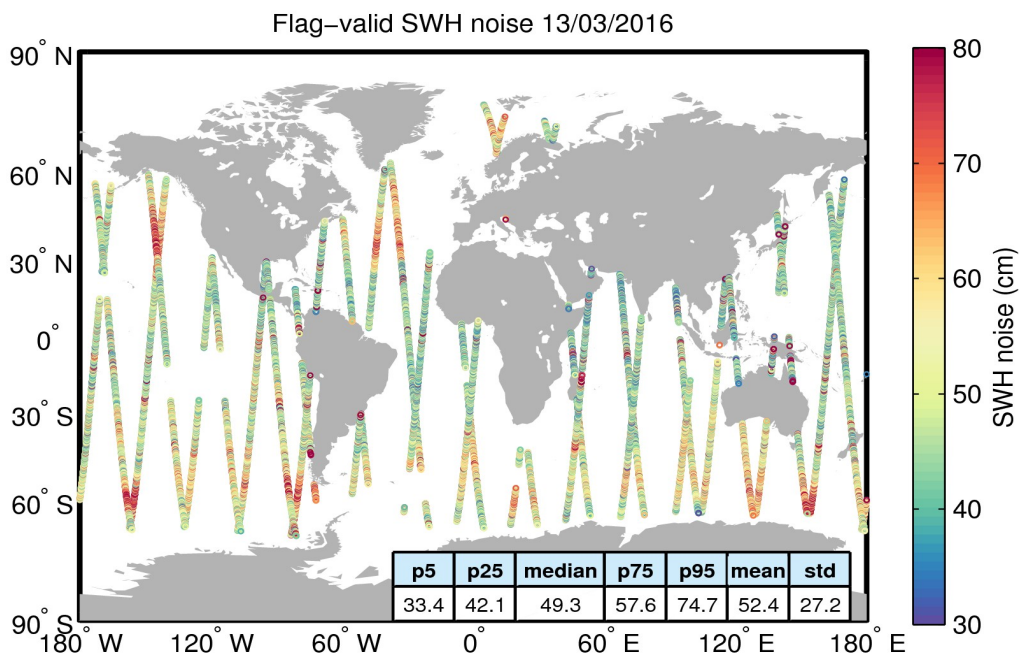 Flag−valid SWH noise 13/03/2016
90° N
60° N
30° N
0°
30° S
60° S
90° S
180° W
120° W
60° W
0°
60° E
120° E
180° E
p5 p25 median p75 p95 mean std
33.4 42.1 49.3 57.6 74.7 52.4 27.2
80
70
60
50
40
30
SWH noise (cm)